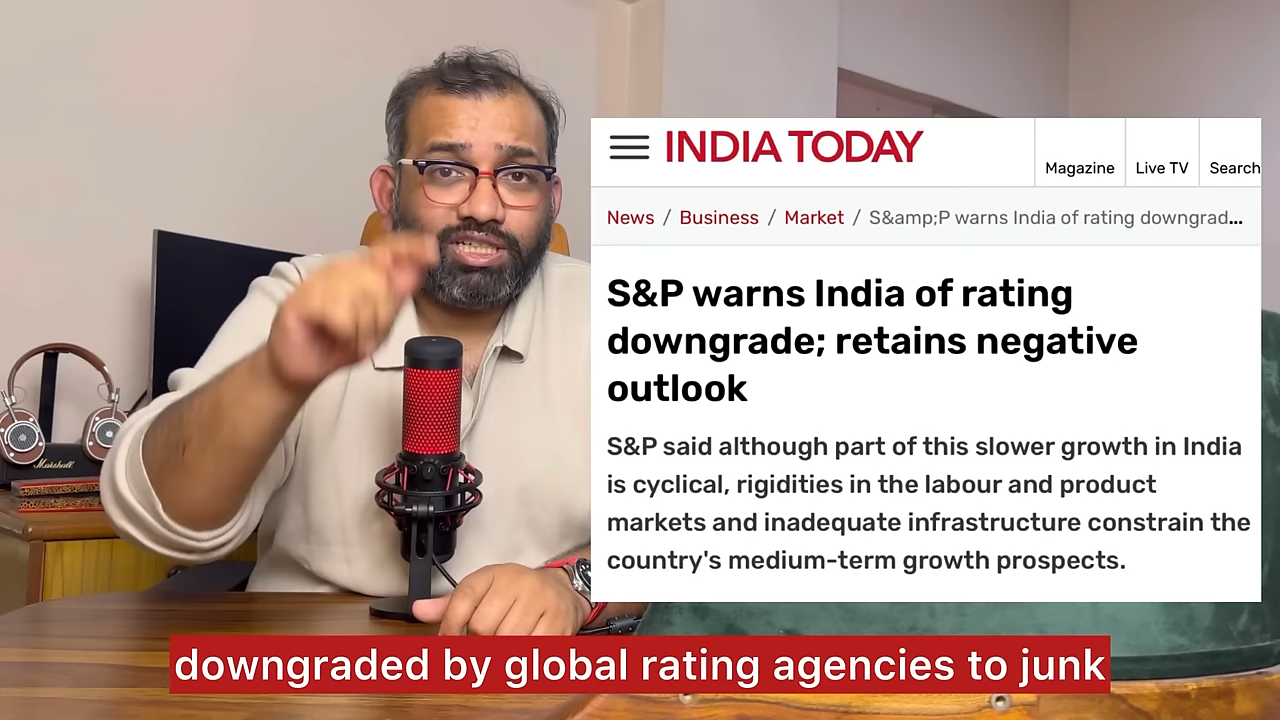 INDIA TODAY
Magazine
Live TV
Search
News / Business / Market / S&amp;P warns India of rating downgrad...
S&P warns India of rating
downgrade; retains negative
outlook
S&P said although part of this slower growth in India
is cyclical, rigidities in the labour and product
markets and inadequate infrastructure constrain the
country's medium-term growth prospects.
Marshall
downgraded by global rating agencies to junk